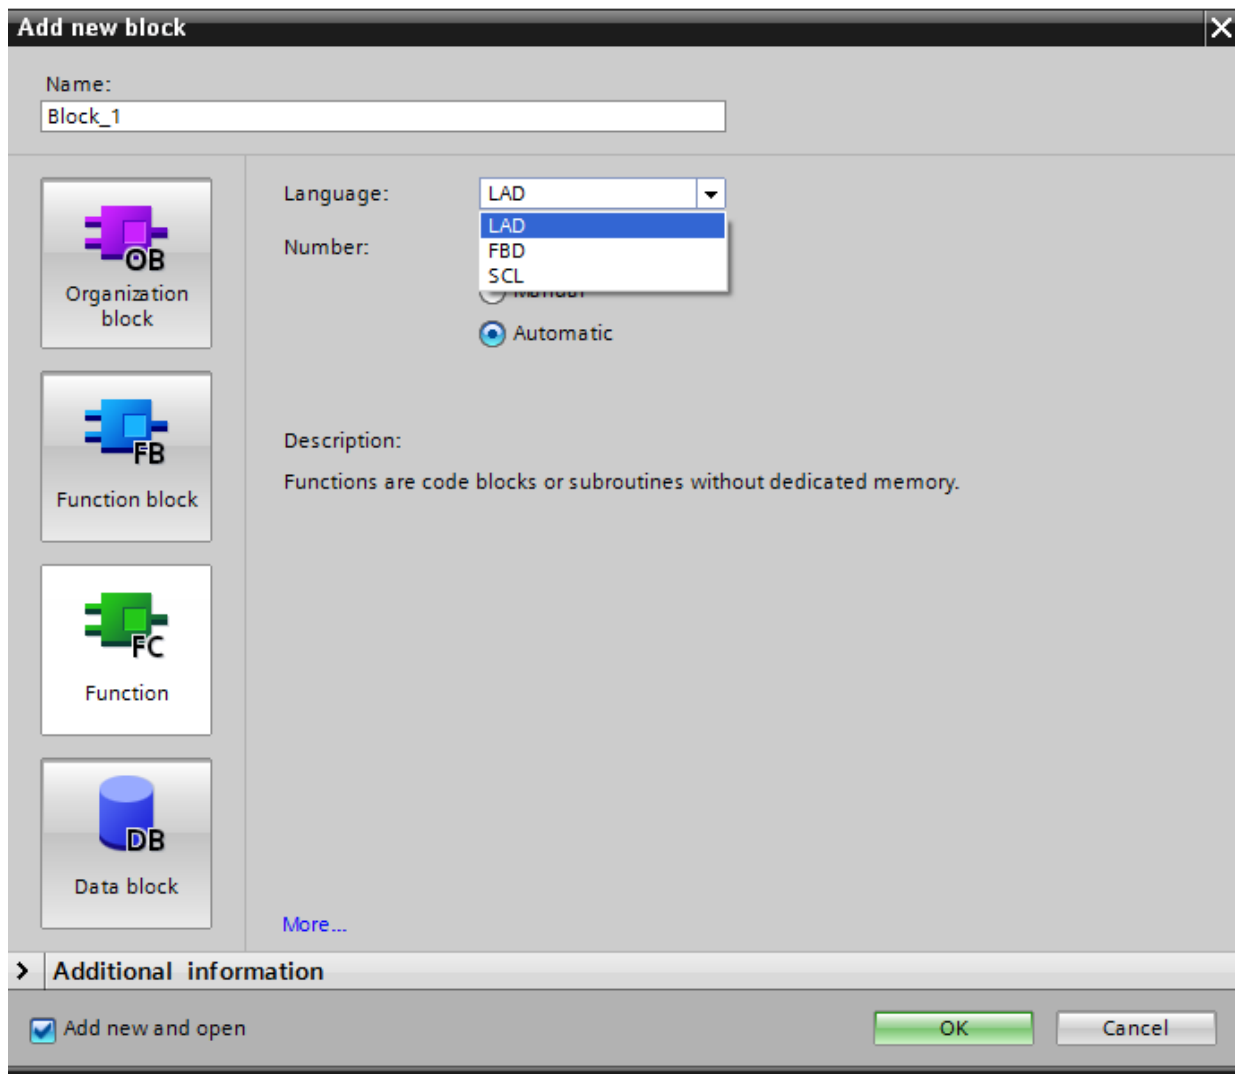 Add new block
Name:
Block_1
OB
Organization
block
FB
Function block
FC
Function
DB
Data block
Language:
LAD
LAD
FBD
SCL
Number:
Manual
Automatic
Description:
Functions are code blocks or subroutines without dedicated memory.
More...
Additional information
Add new and open
OK
Cancel